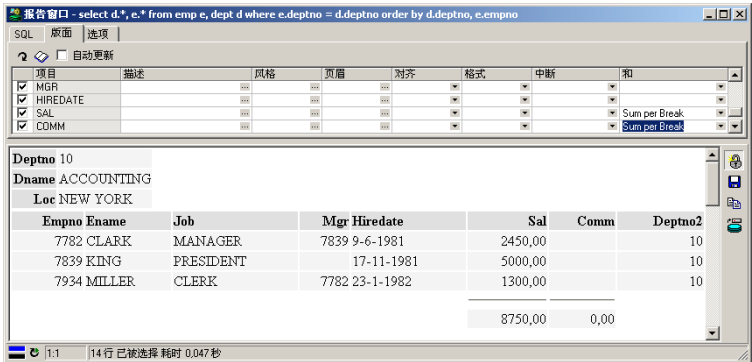 报告窗口 - select d.*, e.* from emp e, dept d where e.deptno = d.deptno order by d.deptno, e.empno
SQL 版面 选项
自动更新
项目 描述 风格 页眉 对齐 格式 中断 和
MGR
HIREDATE
SAL Sum per Break
COMM Sum per Break
Deptno 10
Dname ACCOUNTING
Loc NEW YORK
Empno Ename Job Mgr Hiredate Sal Comm Deptno2
7782 CLARK MANAGER 7839 9-6-1981 2450,00 10
7839 KING PRESIDENT 17-11-1981 5000,00 10
7934 MILLER CLERK 7782 23-1-1982 1300,00 10
8750,00 0,00
1:1 14 行 已被选择 耗时 0,047 秒